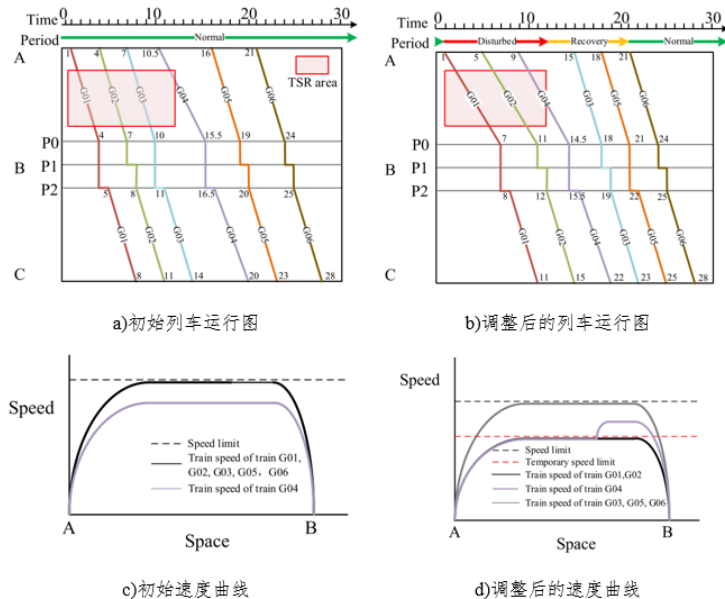 Time 0 10 20 30
Period Normal
A 1 4 7 10.5 16 21
TSR area
G01 G02 G03 G04 G05 G06
P0 4 7 10 15.5 19 24
B P1
P2 5 8 11 16.5 20 25
G01 G02 G03 G04 G05 G06
C 8 11 14 20 23 28
a)初始列车运行图
Time 0 10 20 30
Period Disturbed Recovery Normal
A 1 5 9 15 18 21
G01 G02 G04 G03 G05 G06
P0 7 11 14.5 18 21 24
B P1
P2 8 12 15.5 19 22 25
G01 G02 G04 G03 G05 G06
C 11 15 19 22 23 25 28
b)调整后的列车运行图
Speed
Speed limit
Train speed of train G01,
G02, G03, G05，G06
Train speed of train G04
A B
Space
c)初始速度曲线
Speed
Speed limit
Temporary speed limit
Train speed of train G01,G02
Train speed of train G04
Train speed of train G03, G05, G06
A B
Space
d)调整后的速度曲线